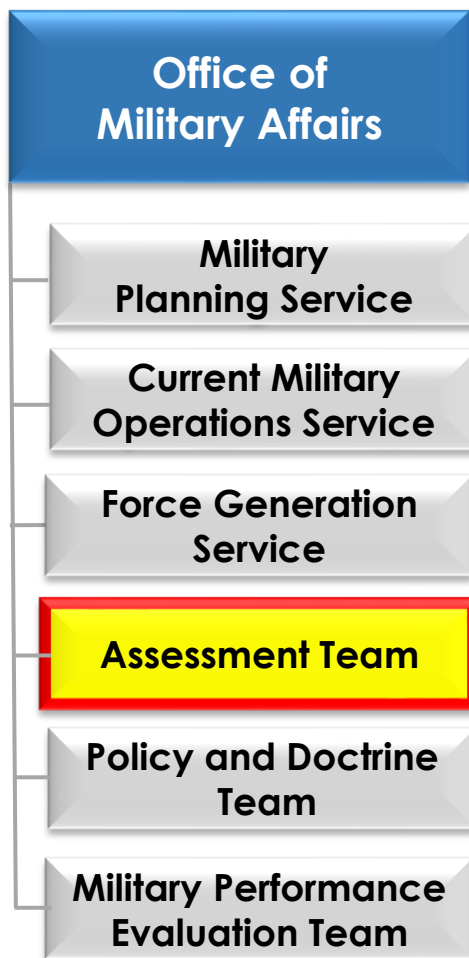 Office of
Military Affairs
Military
Planning Service
Current Military
Operations Service
Force Generation
Service
Assessment Team
Policy and Doctrine
Team
Military Performance
Evaluation Team